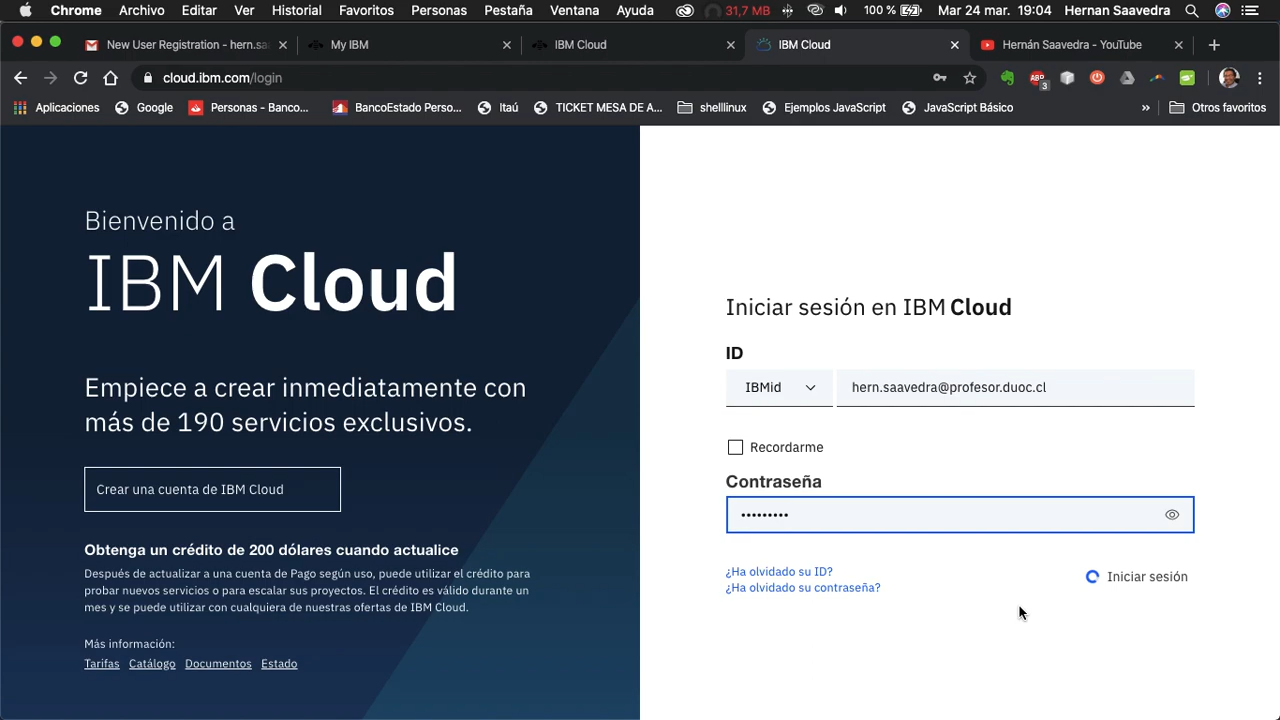 Favoritos Personas Pestaña Ventana Ayuda 31,7 MB 100 % Mar 24 mar. 19:04 Hernan Saavedra
New User Registration - hern.sa
My IBM
IBM Cloud
IBM Cloud
Hernán Saavedra - YouTube
cloud.ibm.com/login
3
Aplicaciones Google Personas - Banco... BancoEstado Perso... Itaú TICKET MESA DE A... shelllinux Ejemplos JavaScript JavaScript Básico » Otros favoritos
Bienvenido a
IBM Cloud
Empiece a crear inmediatamente con
más de 190 servicios exclusivos.
Crear una cuenta de IBM Cloud
Obtenga un crédito de 200 dólares cuando actualice
Después de actualizar a una cuenta de Pago según uso, puede utilizar el crédito para
probar nuevos servicios o para escalar sus proyectos. El crédito es válido durante un
mes y se puede utilizar con cualquiera de nuestras ofertas de IBM Cloud.
Más información:
Tarifas Catálogo Documentos Estado
Iniciar sesión en IBM Cloud
ID
IBMid
hern.saavedra@profesor.duoc.cl
Recordarme
Contraseña
•••••••••
¿Ha olvidado su ID?
¿Ha olvidado su contraseña?
Iniciar sesión